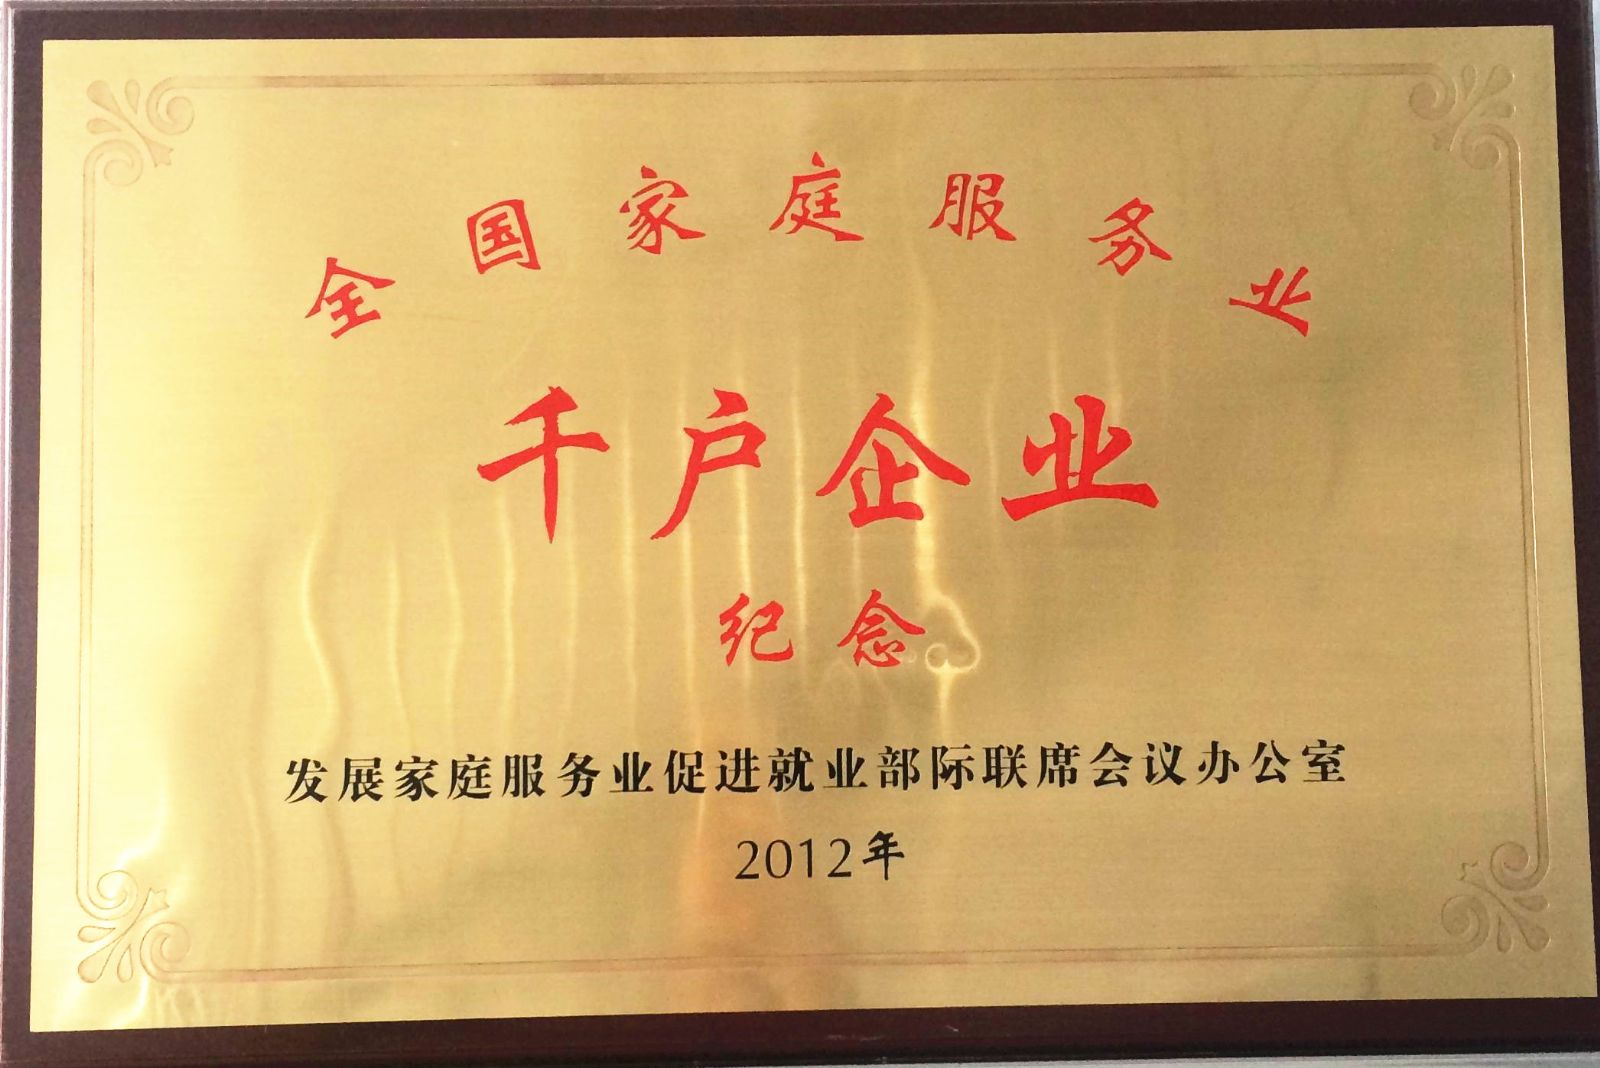 全国家庭服务业
千户企业
纪念
发展家庭服务业促进就业部际联席会议办公室
2012年